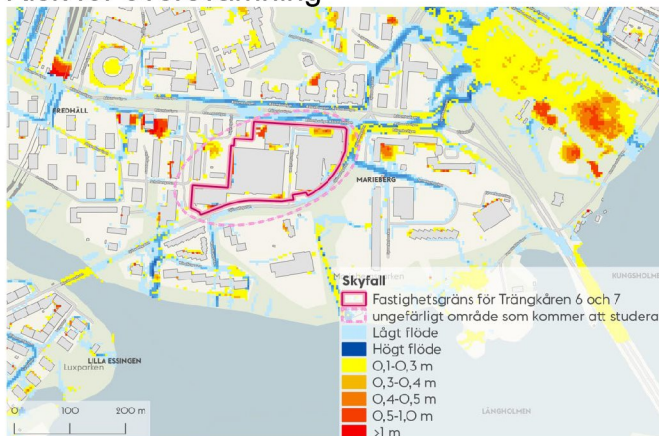 FREDHÄLL
MARIEBERG
Skyfall
Fastighetsgräns för Trängkåren 6 och 7
ungefärligt område som kommer att studera
Lågt flöde
Högt flöde
0,1-0,3 m
0,3-0,4 m
0,4-0,5 m
0,5-1,0 m
>1 m
KUNGSHOLME
LILLA ESSINGEN
Luxparken
LÅNGHOLMEN
0 100 200 m